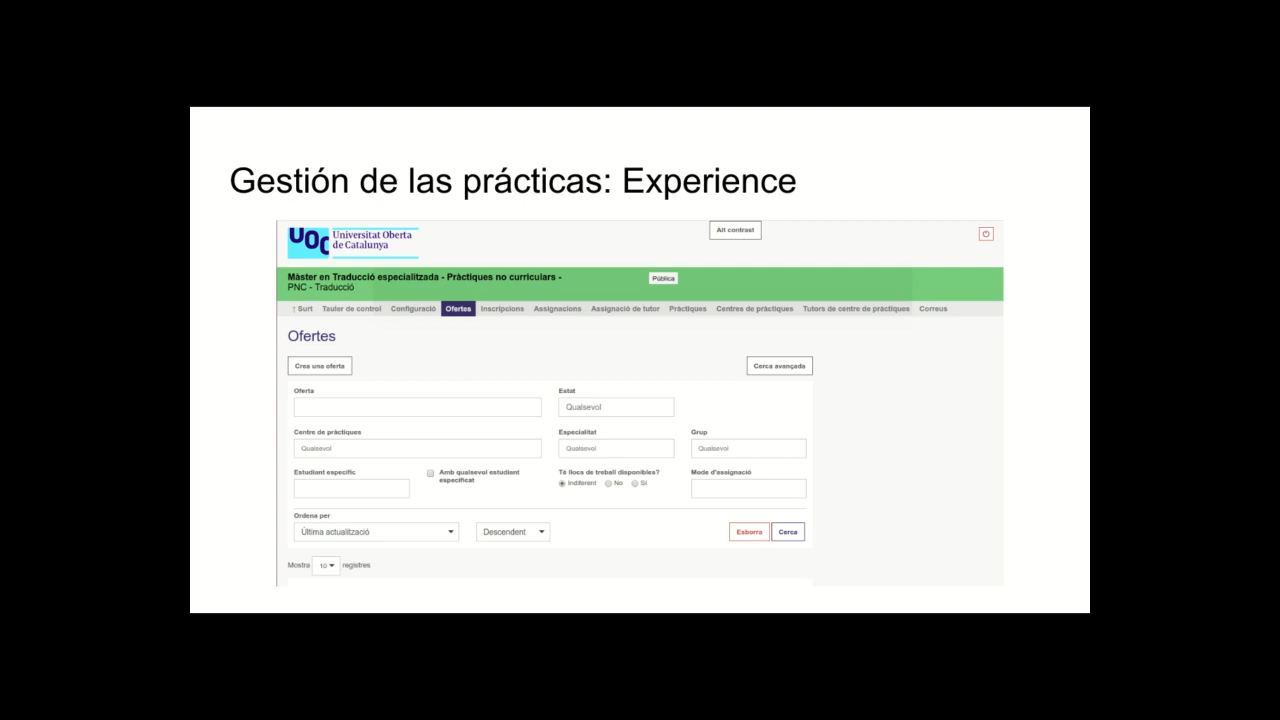 Gestión de las prácticas: Experience
UOC
Universitat Oberta
de Catalunya
Alt contrast
Màster en Traducció especialitzada - Pràctiques no curriculars -
Pública
PNC - Traducció
↑ Surt Tauler de control Configuració Ofertes Inscripcions Assignacions Assignació de tutor Pràctiques Centres de pràctiques Tutors de centre de pràctiques Correus
Ofertes
Crea una oferta Cerca avançada
Oferta Estat
Qualsevol
Centre de pràctiques Especialitat Grup
Qualsevol Qualsevol Qualsevol
Estudiant específic Amb qualsevol estudiant Té llocs de treball disponibles? Mode d'assignació
especificat
Indiferent No Sí
Ordena per
Última actualització Descendent Esborra Cerca
Mostra 10 registres